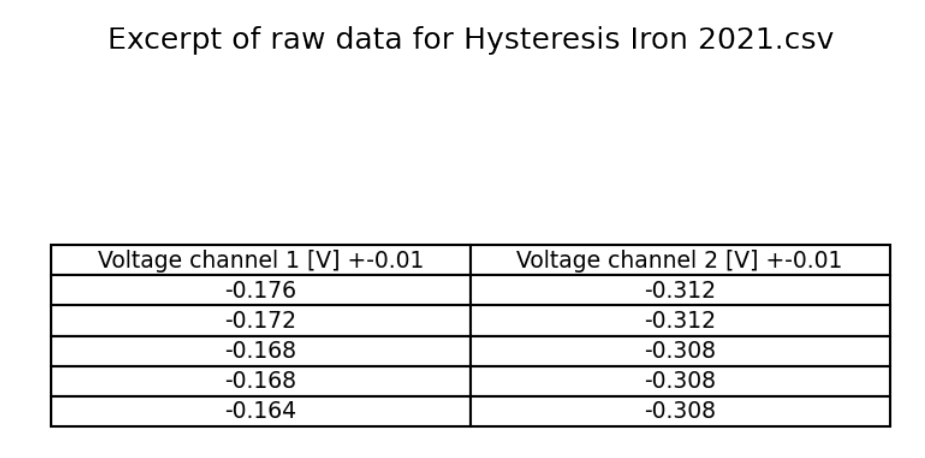 Excerpt of raw data for Hysteresis Iron 2021.csv
Voltage channel 1 [V] +-0.01 Voltage channel 2 [V] +-0.01
-0.176 -0.312
-0.172 -0.312
-0.168 -0.308
-0.168 -0.308
-0.164 -0.308